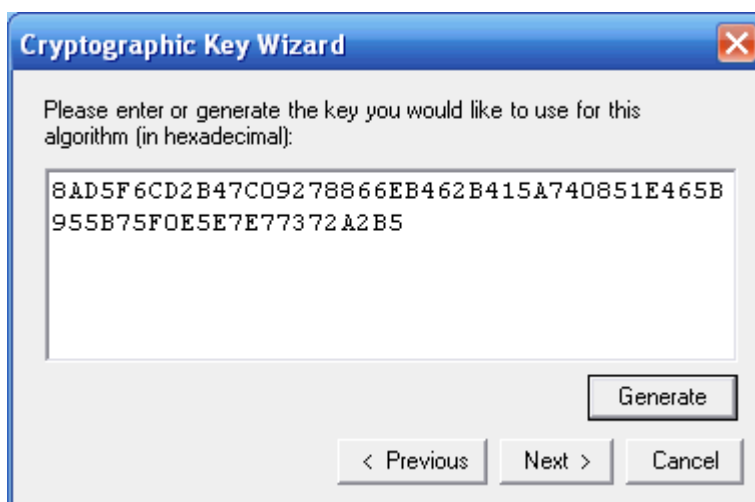 Cryptographic Key Wizard
Please enter or generate the key you would like to use for this
algorithm (in hexadecimal):
8AD5F6CD2B47C09278866EB462B415A740851E465B
955B75F0E5E7E77372A2B5
Generate
< Previous
Next >
Cancel